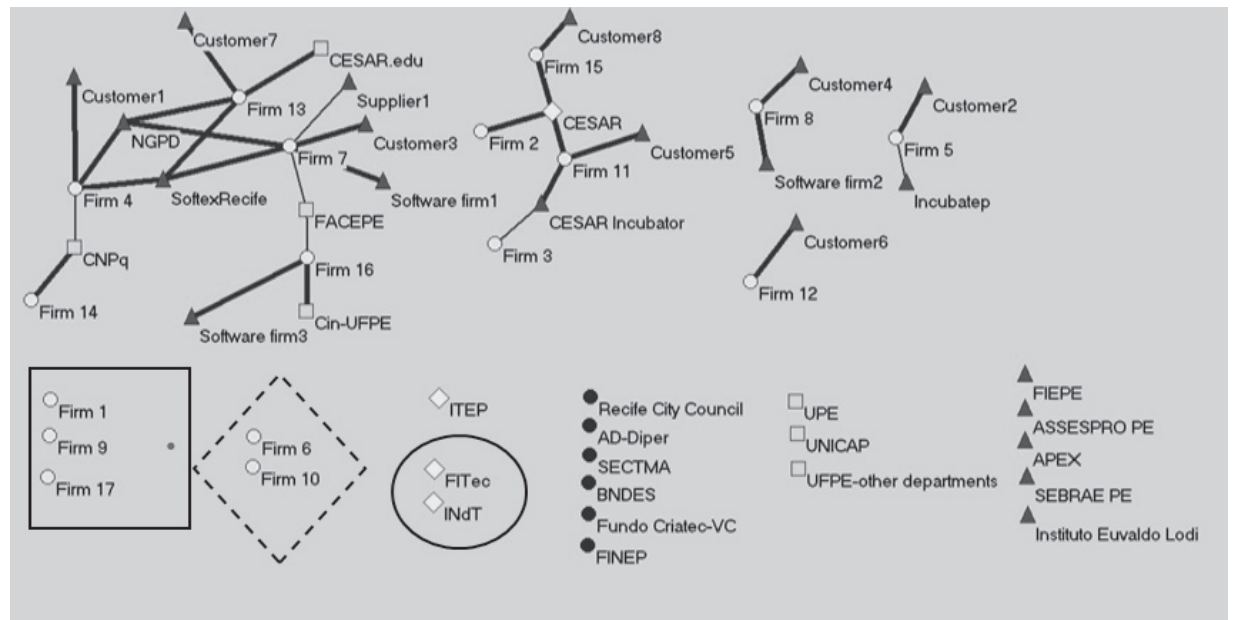 Customer7
CESAR.edu
Customer8
Firm 15
Customer1
Firm 13
Supplier1
Customer4
Customer2
NGPD
Firm 7
Customer3
Firm 2
CESAR
Customer5
Firm 8
Firm 5
Firm 4
SoftexRecife
Software firm1
Firm 11
Software firm2
Incubatep
FACEPE
CESAR Incubator
CNPq
Firm 16
Firm 3
Customer6
Firm 14
Software firm3
Cin-UFPE
Firm 12
Firm 1
Firm 9
Firm 17
Firm 6
Firm 10
ITEP
FITec
INdT
Recife City Council
AD-Diper
SECTMA
BNDES
Fundo Criatec-VC
FINEP
UPE
UNICAP
UFPE-other departments
FIEPE
ASSESPRO PE
APEX
SEBRAE PE
Instituto Euvaldo Lodi